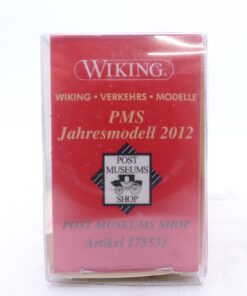 WIKING®
WIKING • VERKEHRS • MODELLE
PMS
Jahresmodell 2012
POST
MUSEUMS
SHOP
POST MUSEUMS SHOP
Artikel 175531